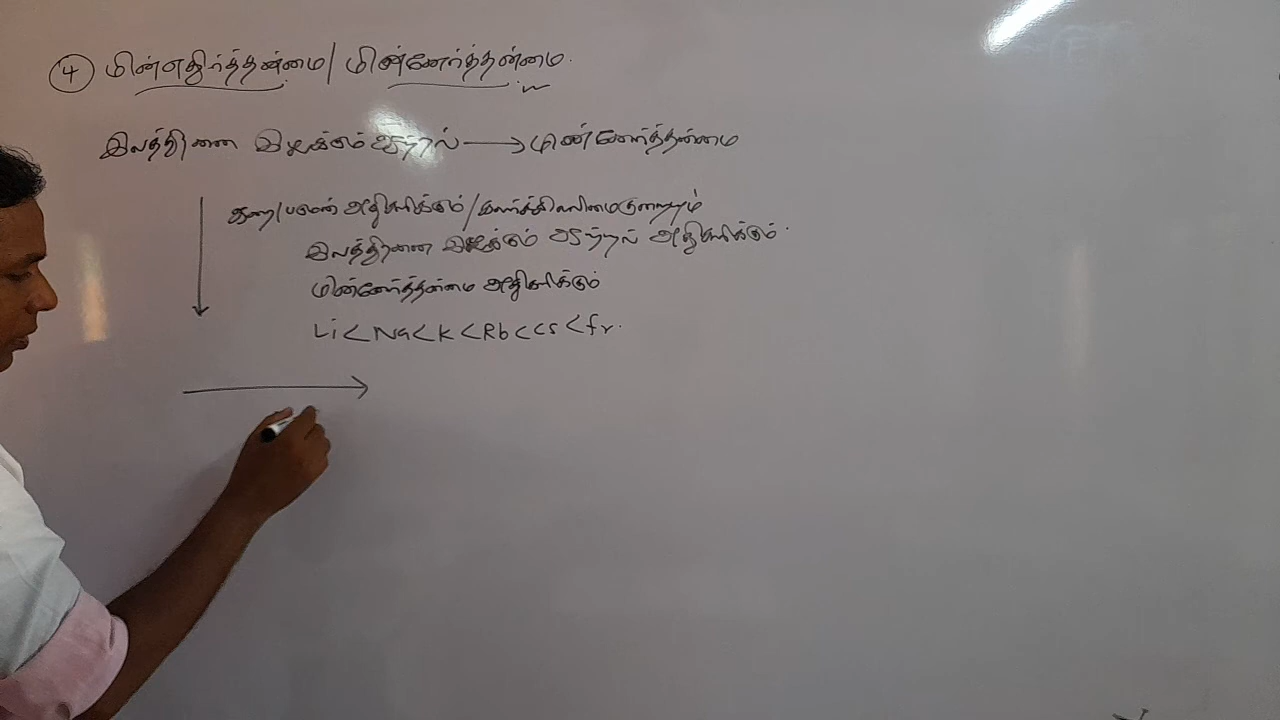 ④ மின்எதிர்த்தன்மை / மின்னேர்த்தன்மை.
இலத்திரனை இழக்கும் ஆற்றல் → மின்னேர்த்தன்மை
அதிகரிக்கும் /
இலத்திரனை இழக்கும் ஆற்றல் அதிகரிக்கும்.
மின்னேர்த்தன்மை அதிகரிக்கும்
Li < Na < K < Rb < Cs < fr.